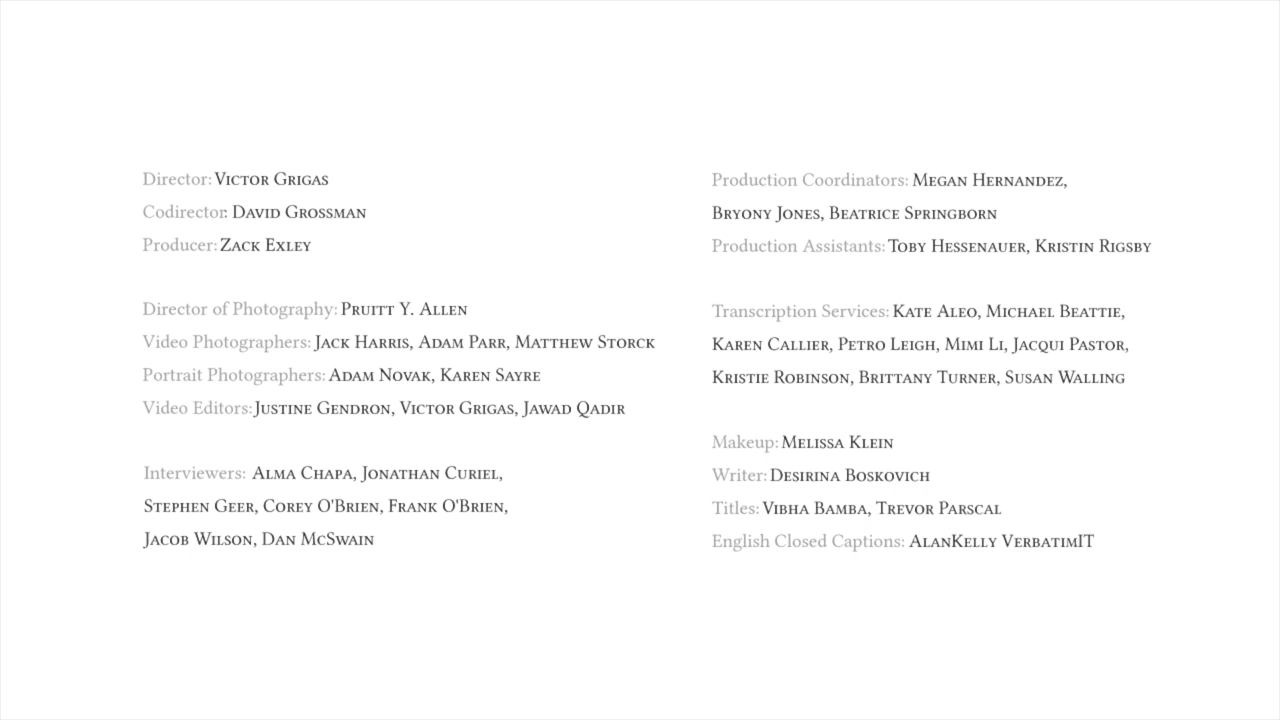 Director: Victor Grigas
Codirector: David Grossman
Producer: Zack Exley
Director of Photography: Pruitt Y. Allen
Video Photographers: Jack Harris, Adam Parr, Matthew Storck
Portrait Photographers: Adam Novak, Karen Sayre
Video Editors: Justine Gendron, Victor Grigas, Jawad Qadir
Interviewers: Alma Chapa, Jonathan Curiel,
Stephen Geer, Corey O'Brien, Frank O'Brien,
Jacob Wilson, Dan McSwain
Production Coordinators: Megan Hernandez,
Bryony Jones, Beatrice Springborn
Production Assistants: Toby Hessenauer, Kristin Rigsby
Transcription Services: Kate Aleo, Michael Beattie,
Karen Callier, Petro Leigh, Mimi Li, Jacqui Pastor,
Kristie Robinson, Brittany Turner, Susan Walling
Makeup: Melissa Klein
Writer: Desirina Boskovich
Titles: Vibha Bamba, Trevor Parscal
English Closed Captions: AlanKelly VerbatimIT